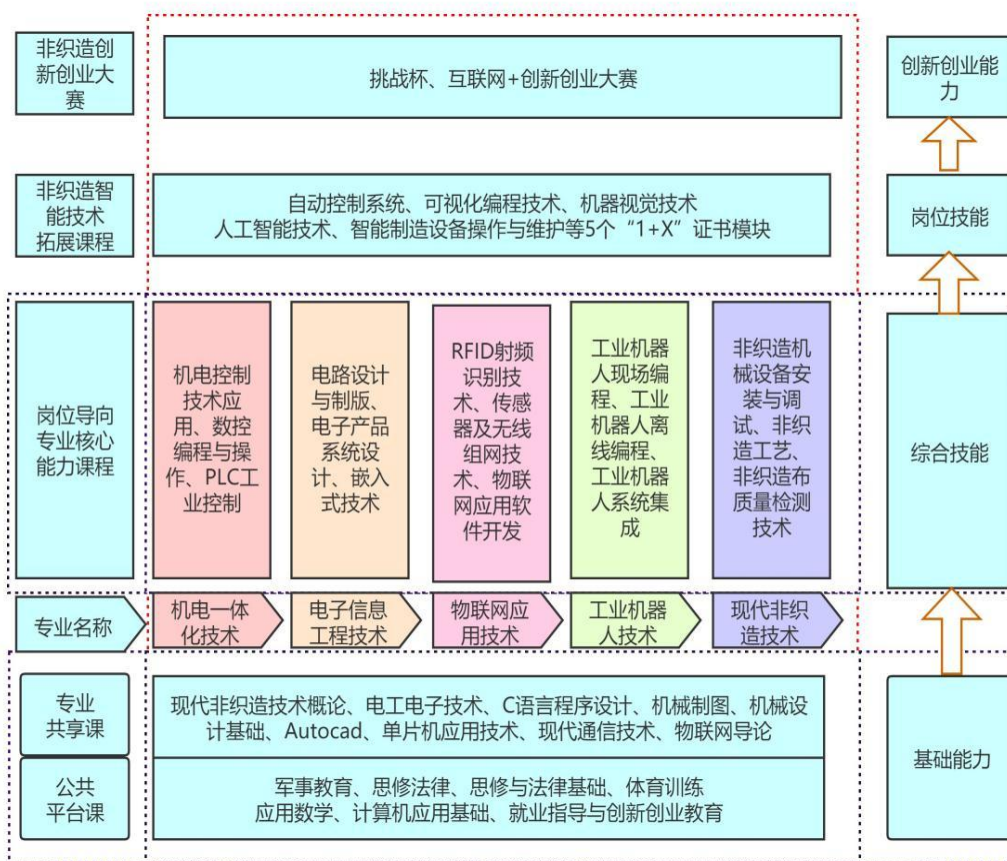 非织造创
新创业大
赛
挑战杯、互联网+创新创业大赛
创新创业能
力
非织造智
能技术
拓展课程
自动控制系统、可视化编程技术、机器视觉技术
人工智能技术、智能制造设备操作与维护等5个“1+X”证书模块
岗位技能
岗位导向
专业核心
能力课程
机电控制
技术应
用、数控
编程与操
作、PLC工
业控制
电路设计
与制版、
电子产品
系统设
计、嵌入
式技术
RFID射频
识别技
术、传感
器及无线
组网技
术、物联
网应用软
件开发
工业机器
人现场编
程、工业
机器人离
线编程、
工业机器
人系统集
成
非织造机
械设备安
装与调
试、非织
造工艺、
非织造布
质量检测
技术
综合技能
专业名称
机电一体
化技术
电子信息
工程技术
物联网应
用技术
工业机器
人技术
现代非织
造技术
专业
共享课
现代非织造技术概论、电工电子技术、C语言程序设计、机械制图、机械设
计基础、Autocad、单片机应用技术、现代通信技术、物联网导论
基础能力
公共
平台课
军事教育、思修法律、思修与法律基础、体育训练
应用数学、计算机应用基础、就业指导与创新创业教育